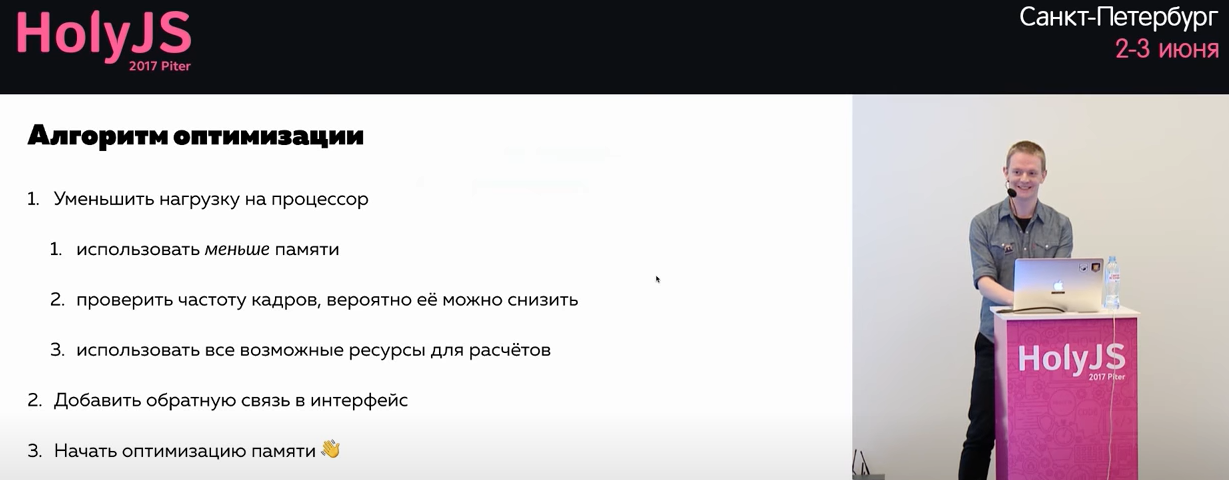 HolyJS
2017 Piter
Санкт-Петербург
2-3 июня
Алгоритм оптимизации
1. Уменьшить нагрузку на процессор
1. использовать меньше памяти
2. проверить частоту кадров, вероятно её можно снизить
3. использовать все возможные ресурсы для расчётов
2. Добавить обратную связь в интерфейс
3. Начать оптимизацию памяти 👋
HolyJS
2017 Piter